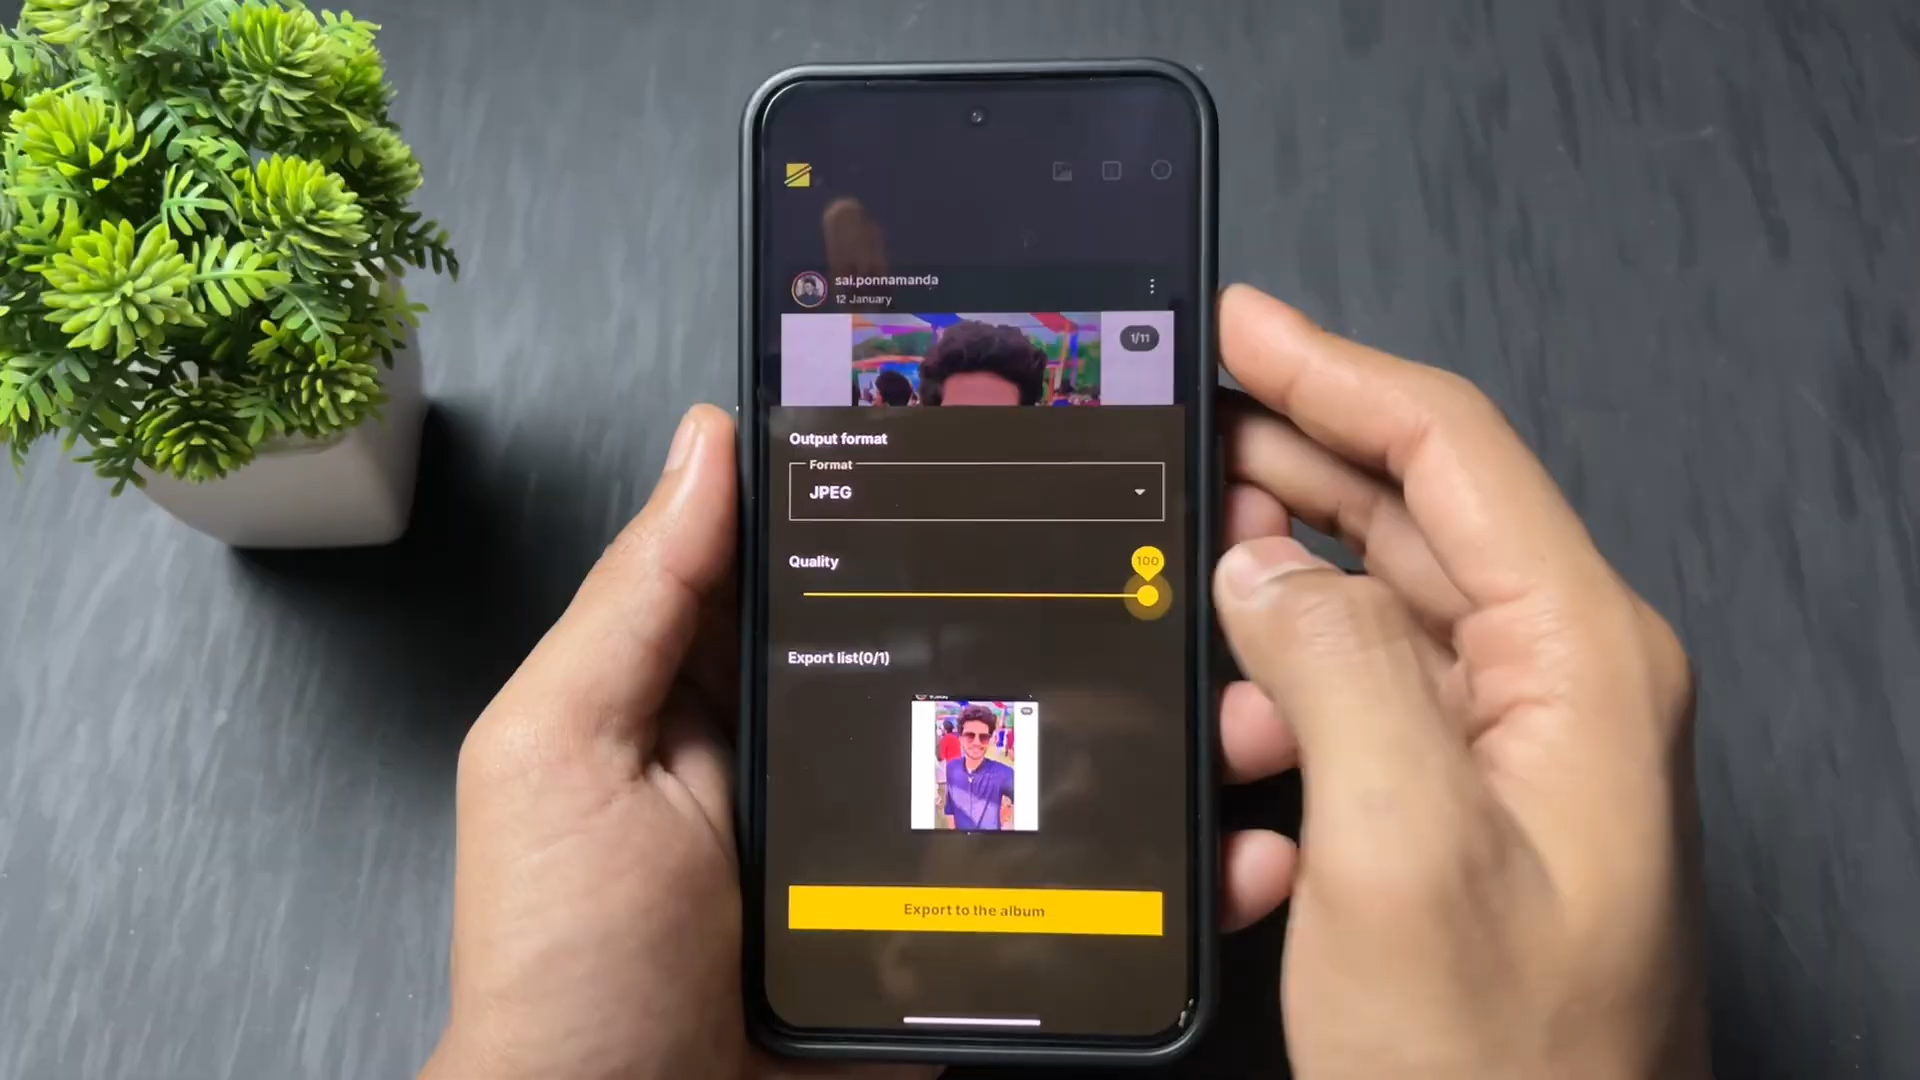 sai.ponnamanda
12 January
1/11
Output format
Format
JPEG
Quality
100
Export list(0/1)
Export to the album